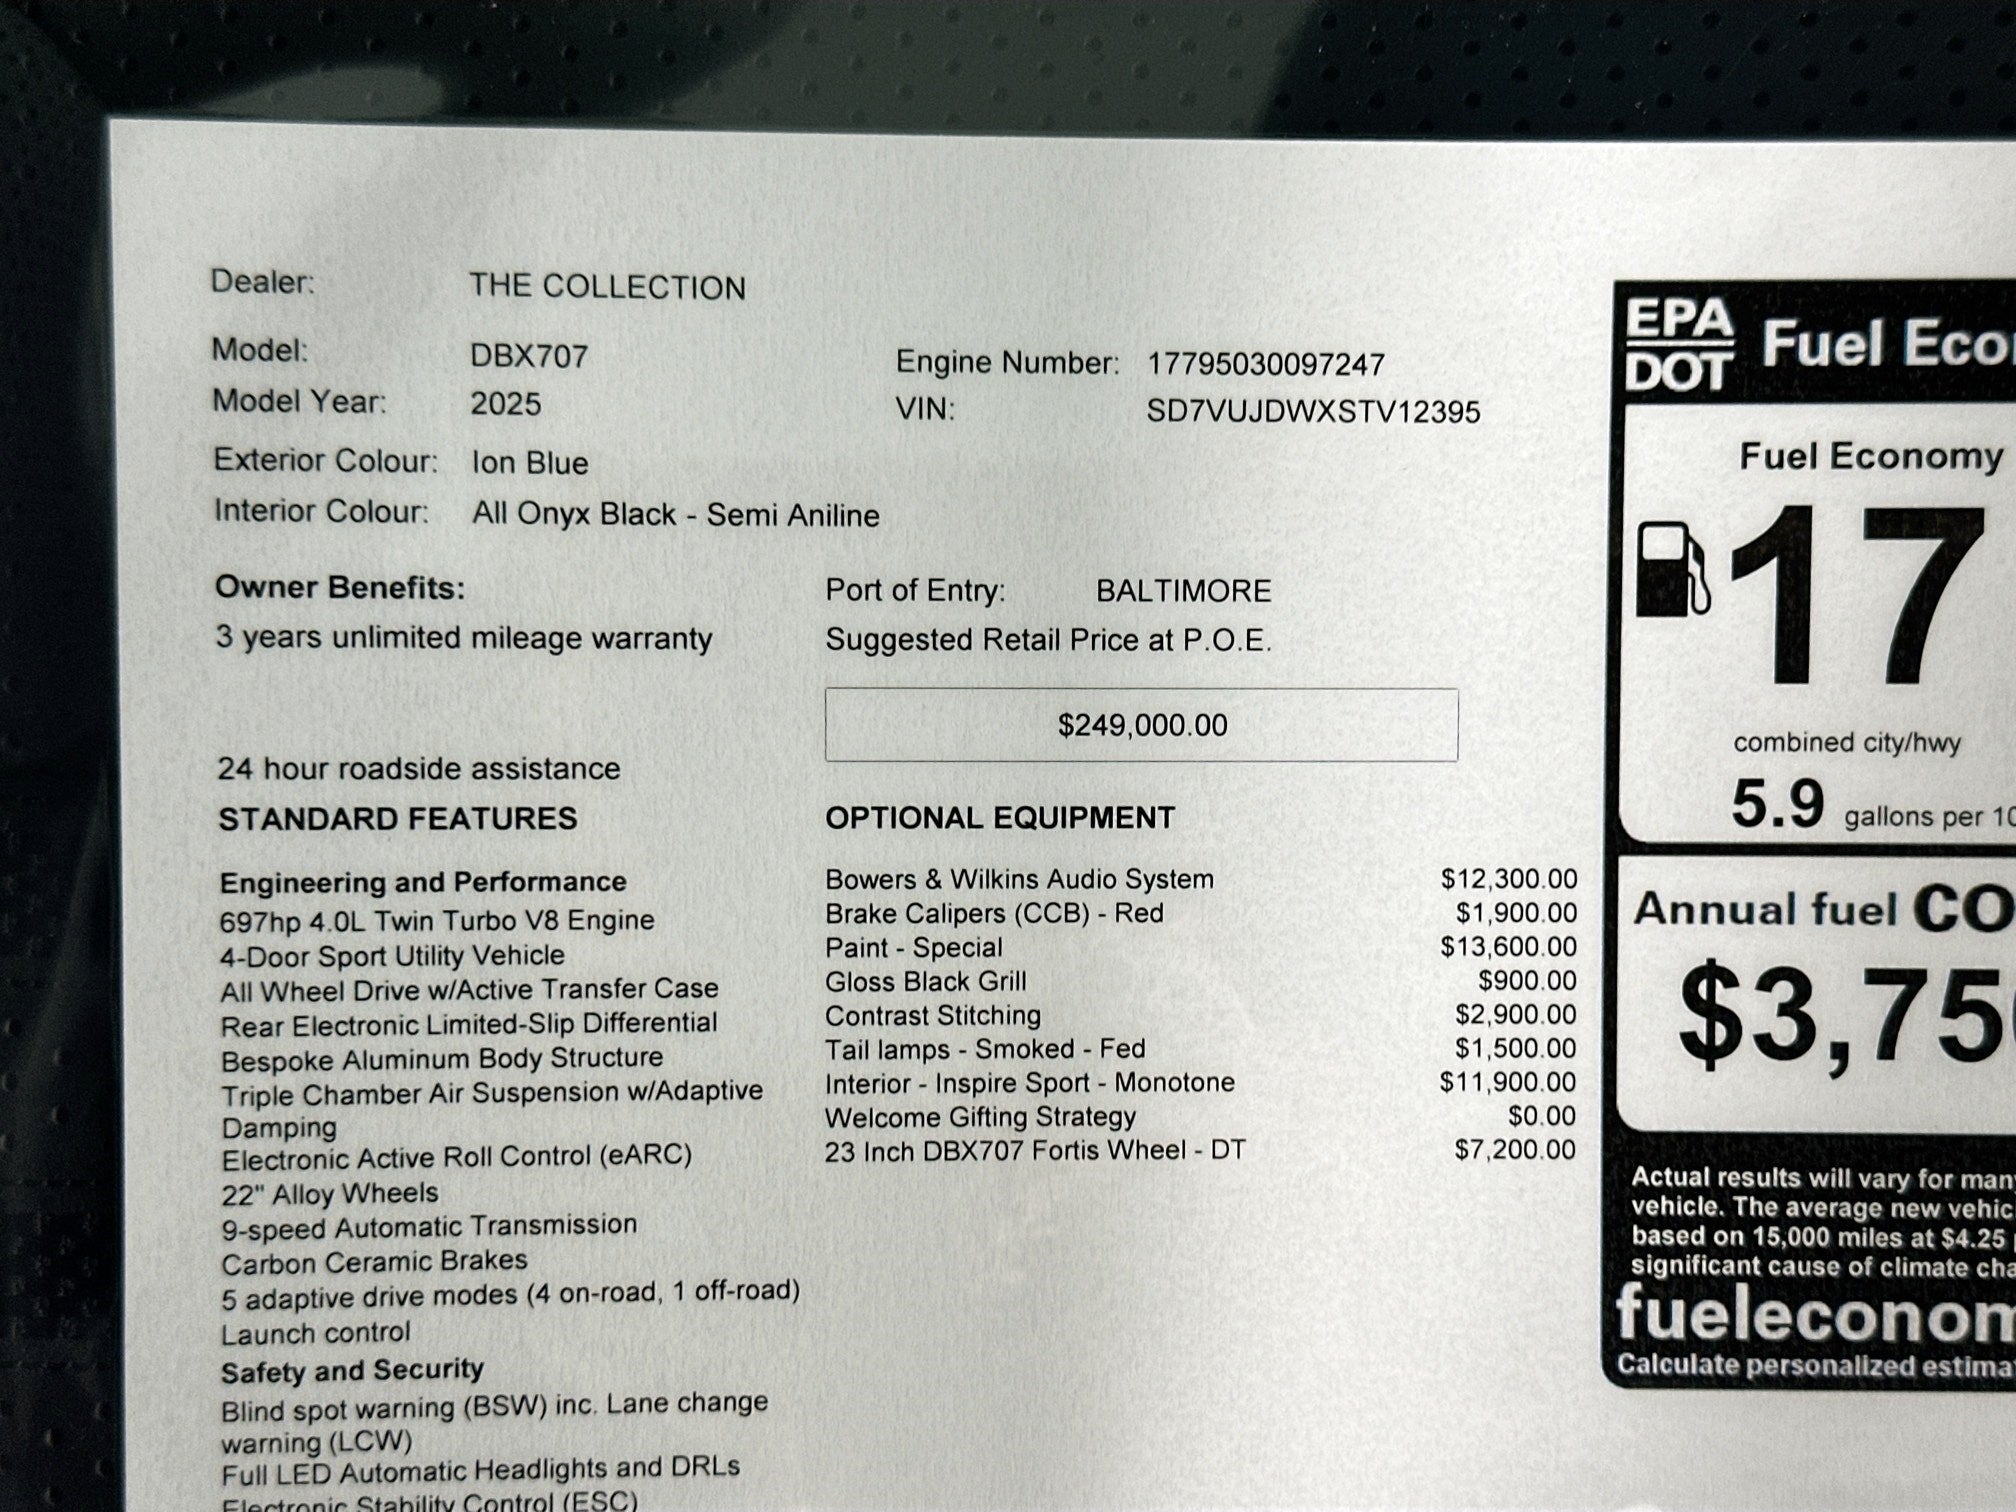 Dealer: THE COLLECTION
Model: DBX707
Engine Number: 17795030097247
Model Year: 2025
VIN: SD7VUJDWXSTV12395
Exterior Colour: Ion Blue
Interior Colour: All Onyx Black - Semi Aniline
Owner Benefits:
3 years unlimited mileage warranty
24 hour roadside assistance
Port of Entry: BALTIMORE
Suggested Retail Price at P.O.E.
$249,000.00
STANDARD FEATURES
Engineering and Performance
697hp 4.0L Twin Turbo V8 Engine
4-Door Sport Utility Vehicle
All Wheel Drive w/Active Transfer Case
Rear Electronic Limited-Slip Differential
Bespoke Aluminum Body Structure
Triple Chamber Air Suspension w/Adaptive
Damping
Electronic Active Roll Control (eARC)
22" Alloy Wheels
9-speed Automatic Transmission
Carbon Ceramic Brakes
5 adaptive drive modes (4 on-road, 1 off-road)
Launch control
Safety and Security
Blind spot warning (BSW) inc. Lane change
warning (LCW)
Full LED Automatic Headlights and DRLs
Electronic Stability Control (ESC)
OPTIONAL EQUIPMENT
Bowers & Wilkins Audio System $12,300.00
Brake Calipers (CCB) - Red $1,900.00
Paint - Special $13,600.00
Gloss Black Grill $900.00
Contrast Stitching $2,900.00
Tail lamps - Smoked - Fed $1,500.00
Interior - Inspire Sport - Monotone $11,900.00
Welcome Gifting Strategy $0.00
23 Inch DBX707 Fortis Wheel - DT $7,200.00
EPA
DOT
Fuel
Fuel Economy
17
combined city/hwy
5.9 gallons per
Annual fuel
Actual results will vary for
vehicle. The average new
based on 15,000 miles at $4.25
significant cause of climate
Calculate personalized